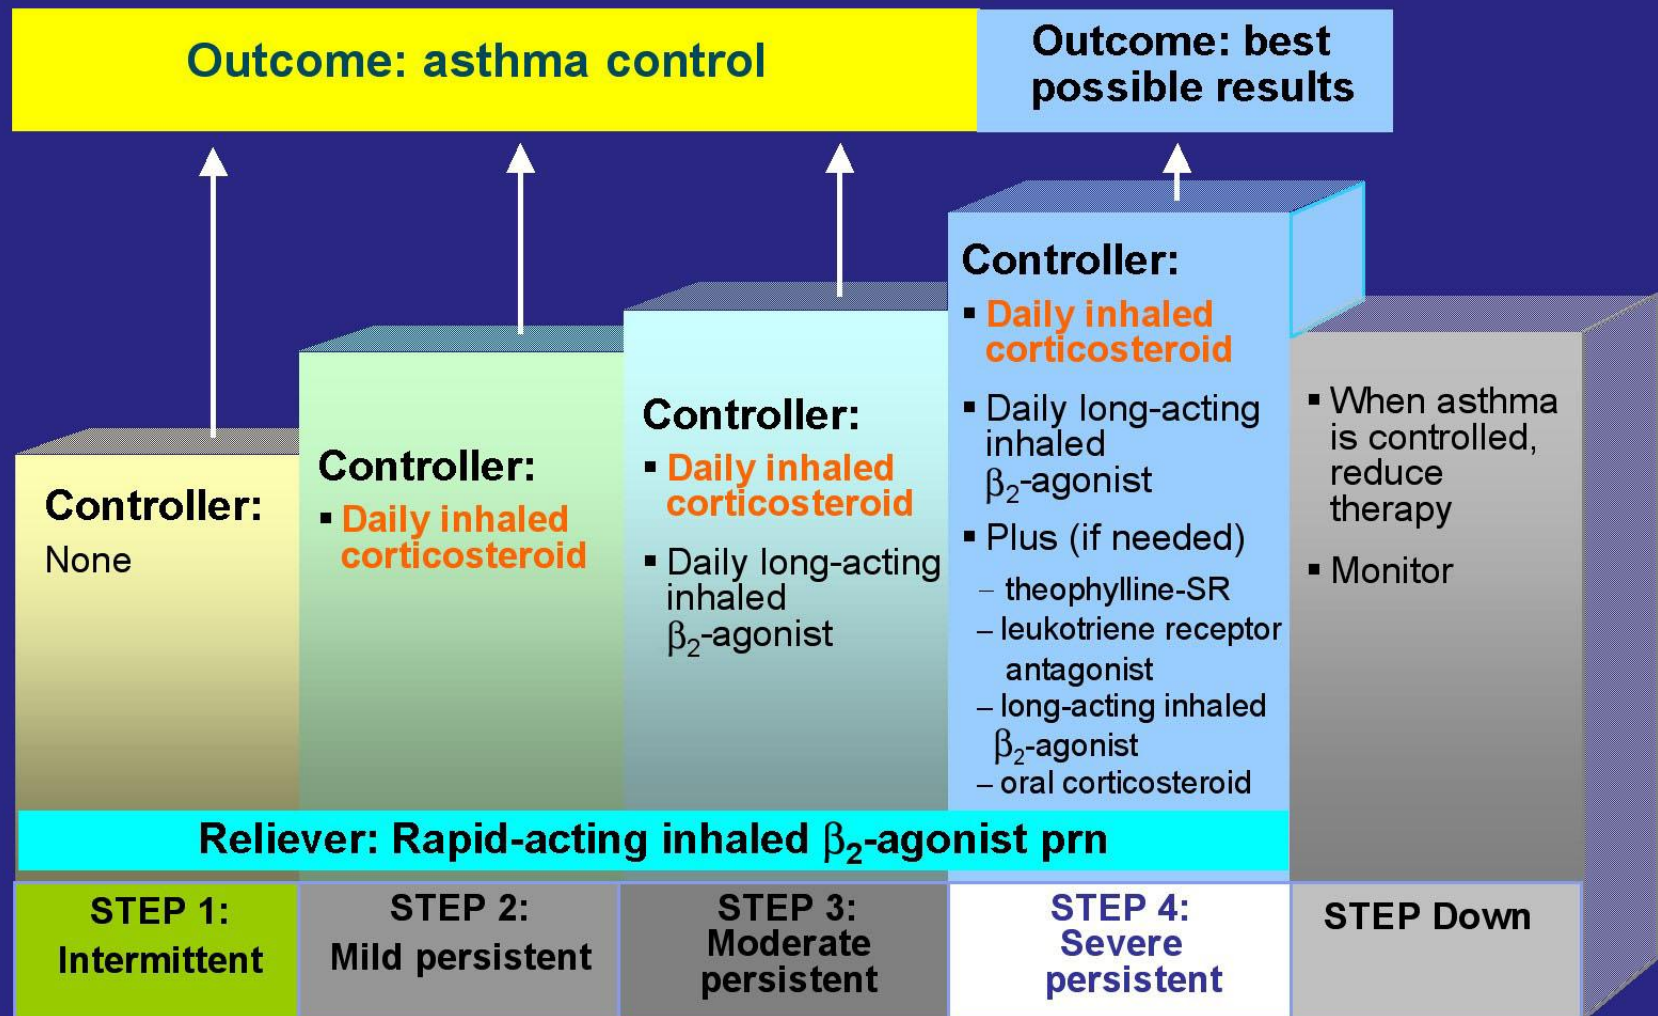 Outcome: asthma control
Outcome: best
possible results
Controller:
None
Controller:
▪ Daily inhaled
corticosteroid
Controller:
▪ Daily inhaled
corticosteroid
▪ Daily long-acting
inhaled
β₂-agonist
Controller:
▪ Daily inhaled
corticosteroid
▪ Daily long-acting
inhaled
β₂-agonist
▪ Plus (if needed)
– theophylline-SR
– leukotriene receptor
antagonist
– long-acting inhaled
β₂-agonist
– oral corticosteroid
▪ When asthma
is controlled,
reduce
therapy
▪ Monitor
Reliever: Rapid-acting inhaled β₂-agonist prn
STEP 1:
Intermittent
STEP 2:
Mild persistent
STEP 3:
Moderate
persistent
STEP 4:
Severe
persistent
STEP Down